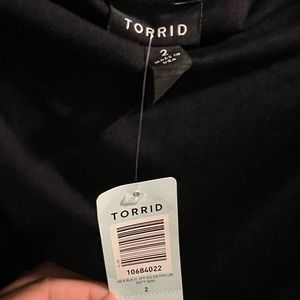 TORRID
2
MADE IN
USA
TORRID
10684022
2